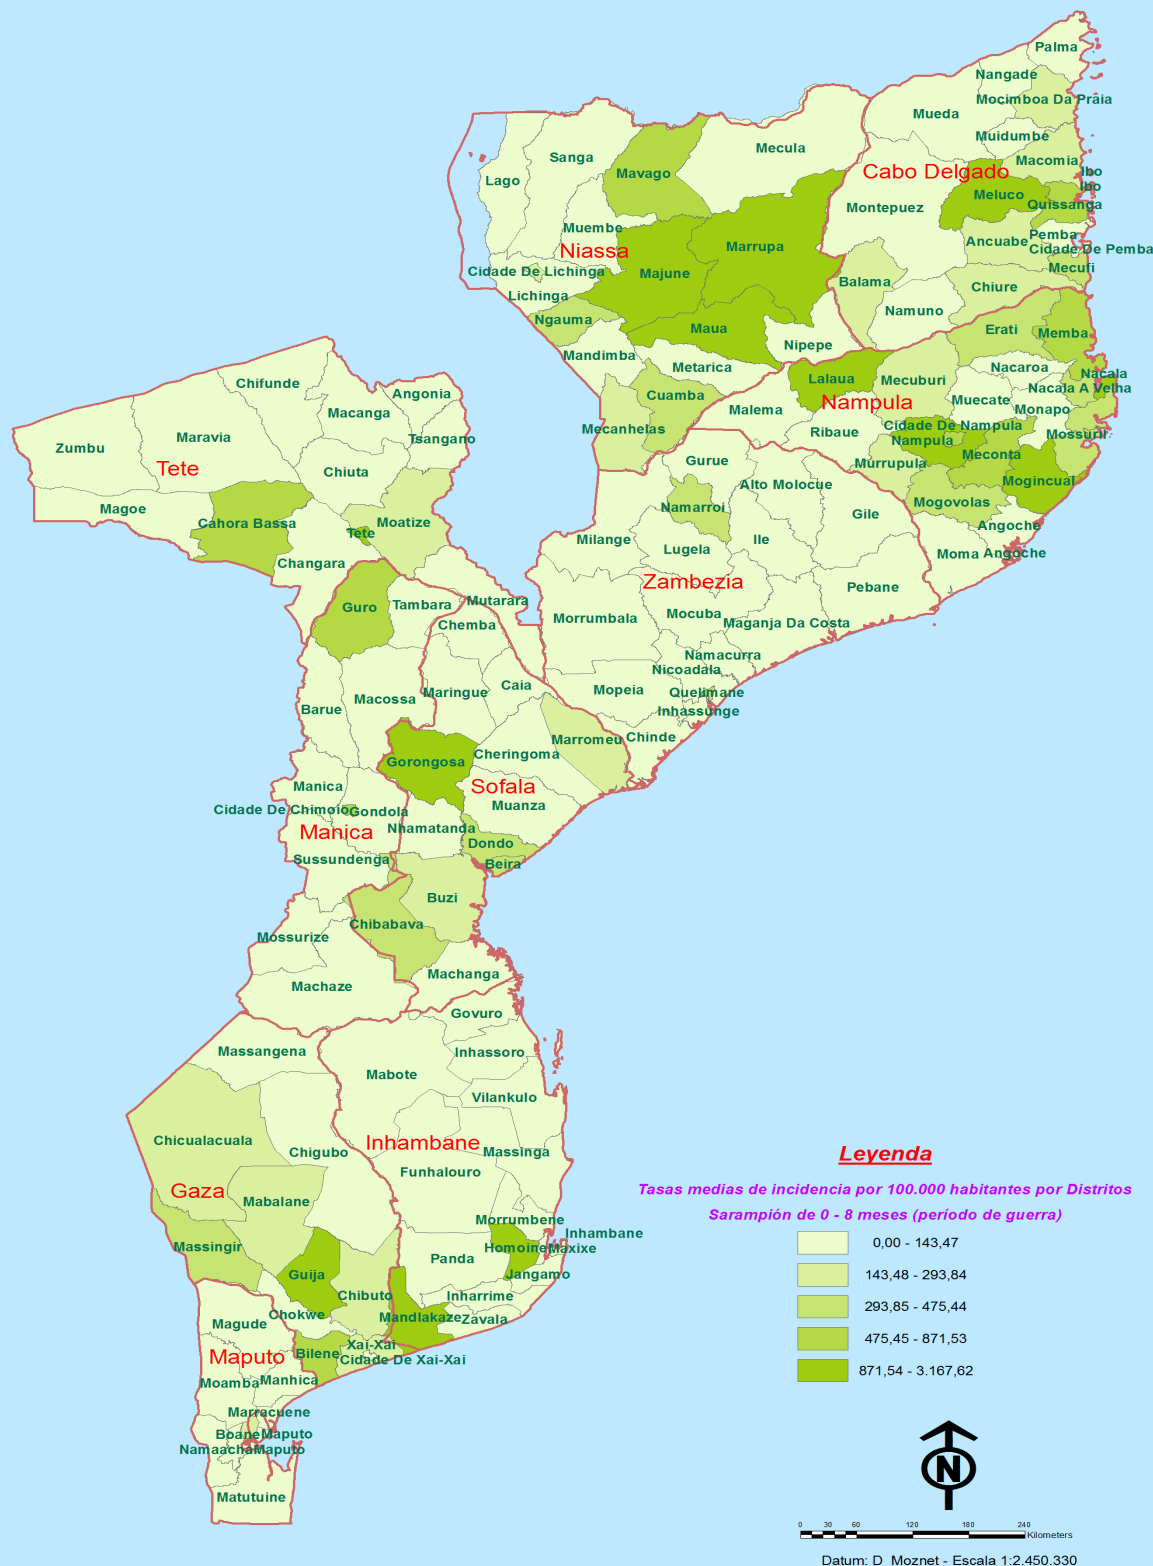 Palma
Nangade
Mocimboa Da Praia
Mueda
Muidumbe
Mecula
Sanga
Macomia
Cabo Delgado
Mavago
Ibo
Lago
Ibo
Meluco
Quissanga
Montepuez
Muembe
Pemba
Ancuabe
Marrupa
Niassa
Cidade De Pemba
Mecufi
Cidade De Lichinga
Majune
Balama
Chiure
Lichinga
Namuno
Ngauma
Maua
Erati
Memba
Nipepe
Mandimba
Metarica
Nacaroa
Nacala
Lalaua
Mecuburi
Chifunde
Nacala A Velha
Angonia
Cuamba
Muecate
Nampula
Malema
Monapo
Macanga
Cidade De Nampula
Mecanhelas
Ribaue
Mossuril
Maravia
Tsangano
Nampula
Zumbu
Meconta
Gurue
Murrupula
Tete
Chiuta
Mogincual
Alto Molocue
Mogovolas
Magoe
Namarroi
Gile
Cahora Bassa
Moatize
Angoche
Tete
Milange
Ile
Lugela
Moma
Angoche
Changara
Zambezia
Pebane
Mutarara
Guro
Tambara
Mocuba
Morrumbala
Chemba
Maganja Da Costa
Namacurra
Nicoadala
Caia
Mopeia
Maringue
Quelimane
Macossa
Barue
Inhassunge
Chinde
Marromeu
Cheringoma
Gorongosa
Manica
Sofala
Muanza
Cidade De Chimoio
Gondola
Nhamatanda
Manica
Dondo
Sussundenga
Beira
Buzi
Chibabava
Mossurize
Machanga
Machaze
Govuro
Massangena
Inhassoro
Mabote
Vilankulo
Chicualacuala
Inhambane
Chigubo
Massinga
Funhalouro
Gaza
Mabalane
Morrumbene
Inhambane
Massingir
Homoine
Maxixe
Panda
Guija
Jangamo
Chibuto
Inharrime
Chokwe
Mandlakaze
Zavala
Magude
Xai-Xai
Bilene
Maputo
Cidade De Xai-Xai
Moamba
Manhica
Marracuene
Boane
Maputo
Namaacha
Maputo
Matutuine
Leyenda
Tasas medias de incidencia por 100.000 habitantes por Distritos
Sarampión de 0 - 8 meses (período de guerra)
0,00 - 143,47
143,48 - 293,84
293,85 - 475,44
475,45 - 871,53
871,54 - 3.167,62
N
0 30 60 120 180 240
Kilometers
Datum: D_Moznet - Escala 1:2.450.330